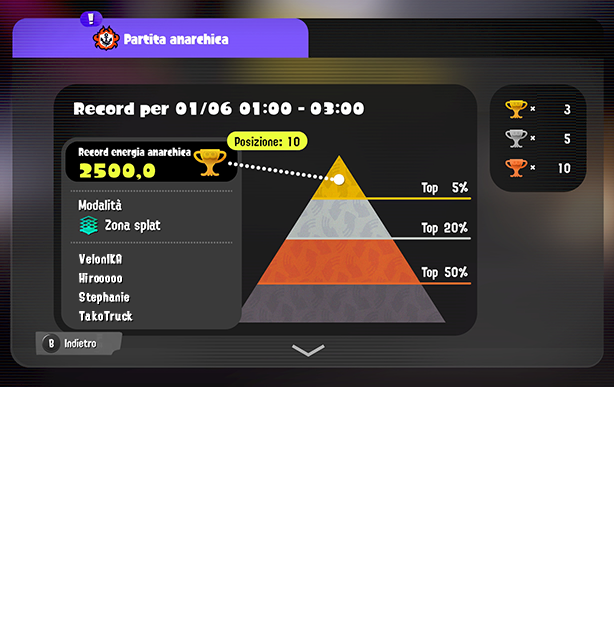 !
Partita anarchica
Record per 01/06 01:00 - 03:00
Record energia anarchica
2500,0
Posizione: 10
Modalità
Zona splat
VelonIKA
Hirooooo
Stephanie
TakoTruck
Top 5%
Top 20%
Top 50%
× 3
× 5
× 10
B Indietro